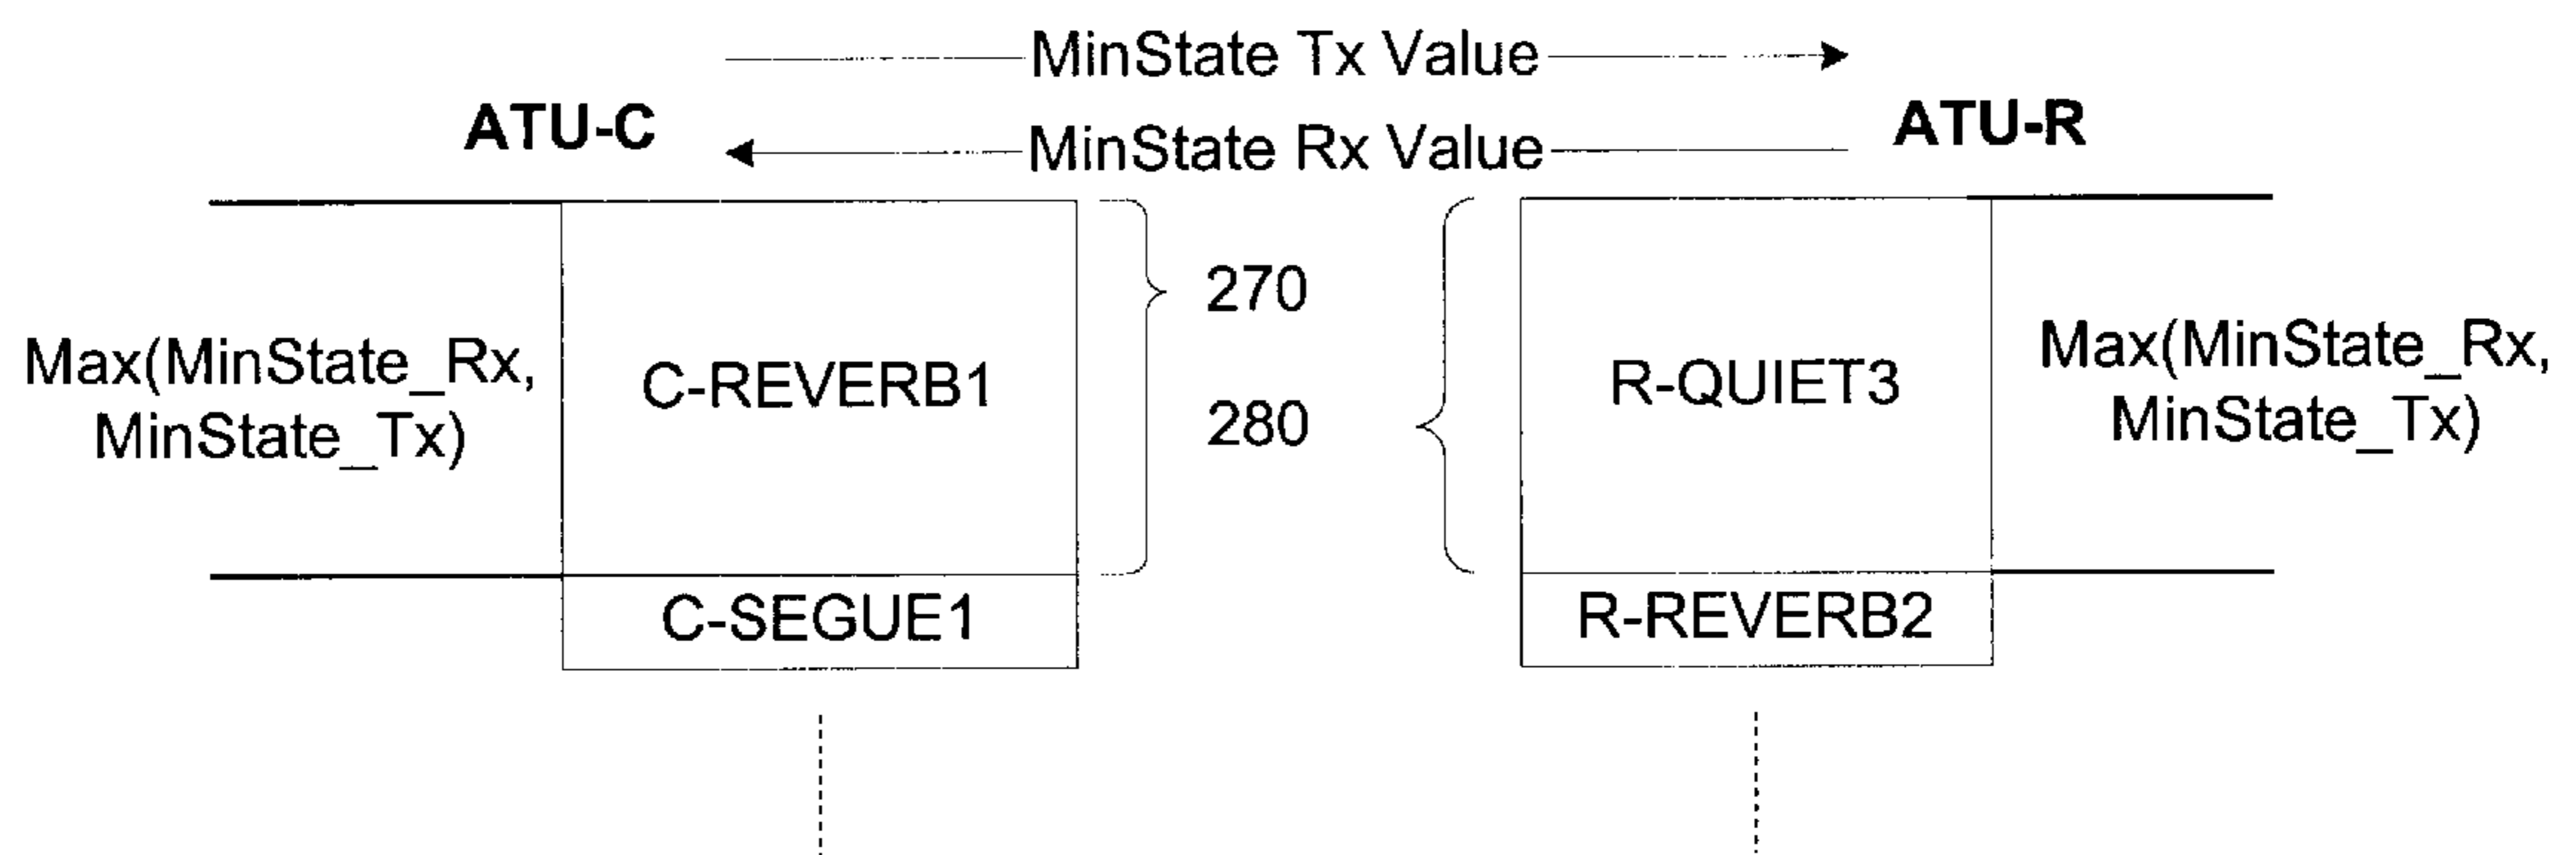 MinState Tx Value
ATU-C
ATU-R
MinState Rx Value
270
Max(MinState_Rx,
MinState_Tx)
C-REVERB1
280
R-QUIET3
Max(MinState_Rx,
MinState_Tx)
C-SEGUE1
R-REVERB2